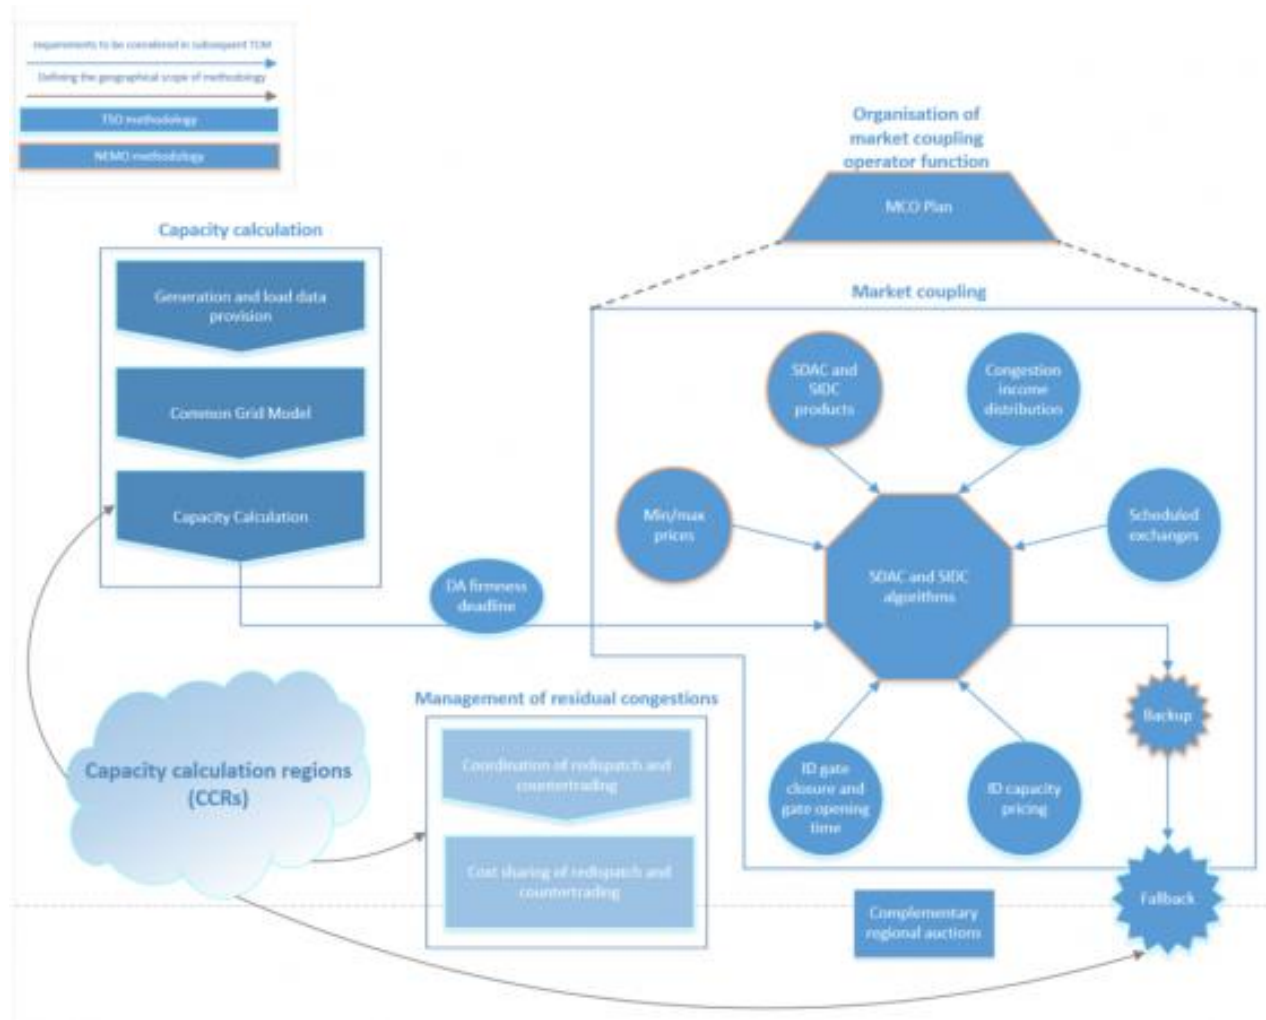 requirements to be considered in subsequent TCM
Defining the geographical scope of methodology
TSO methodology
NEMO methodology
Organisation of
market coupling
operator function
MCO Plan
Capacity calculation
Generation and load data
provision
Common Grid Model
Capacity Calculation
Market coupling
SDAC and
SIDC
products
Congestion
income
distribution
Min/max
prices
Scheduled
exchanges
SDAC and SIDC
algorithms
DA firmness
deadline
Backup
ID gate
closure and
gate opening
time
ID capacity
pricing
Fallback
Management of residual congestions
Coordination of redispatch and
countertrading
Cost sharing of redispatch and
countertrading
Capacity calculation regions
(CCRs)
Complementary
regional auctions